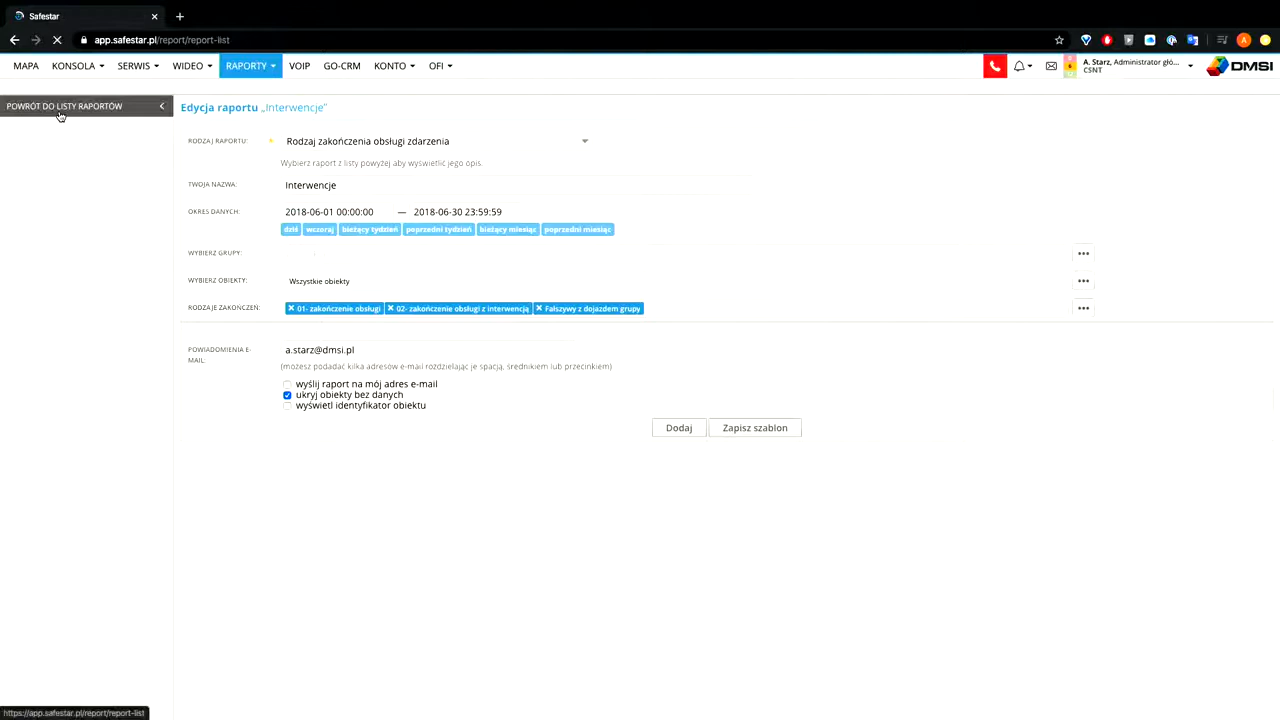 Safestar
app.safestar.pl/report/report-list
MAPA KONSOLA SERWIS WIDEO RAPORTY VOIP GO-CRM KONTO OFI
A. Starz, Administrator głó...
CSNT
DMSI
POWRÓT DO LISTY RAPORTÓW
Edycja raportu „Interwencje”
RODZAJ RAPORTU: Rodzaj zakończenia obsługi zdarzenia
Wybierz raport z listy powyżej aby wyświetlić jego opis.
TWOJA NAZWA: Interwencje
OKRES DANYCH: 2018-06-01 00:00:00 — 2018-06-30 23:59:59
dziś wczoraj bieżący tydzień poprzedni tydzień bieżący miesiąc poprzedni miesiąc
WYBIERZ GRUPY:
WYBIERZ OBIEKTY: Wszystkie obiekty
RODZAJE ZAKOŃCZEŃ: 01- zakończenie obsługi 02- zakończenie obsługi z interwencją Fałszywy z dojazdem grupy
POWIADOMIENIA E-MAIL: a.starz@dmsi.pl
(możesz podadać kilka adresów e-mail rozdzielając je spacją, średnikiem lub przecinkiem)
wyślij raport na mój adres e-mail
ukryj obiekty bez danych
wyświetl identyfikator obiektu
Dodaj Zapisz szablon
https://app.safestar.pl/report/report-list